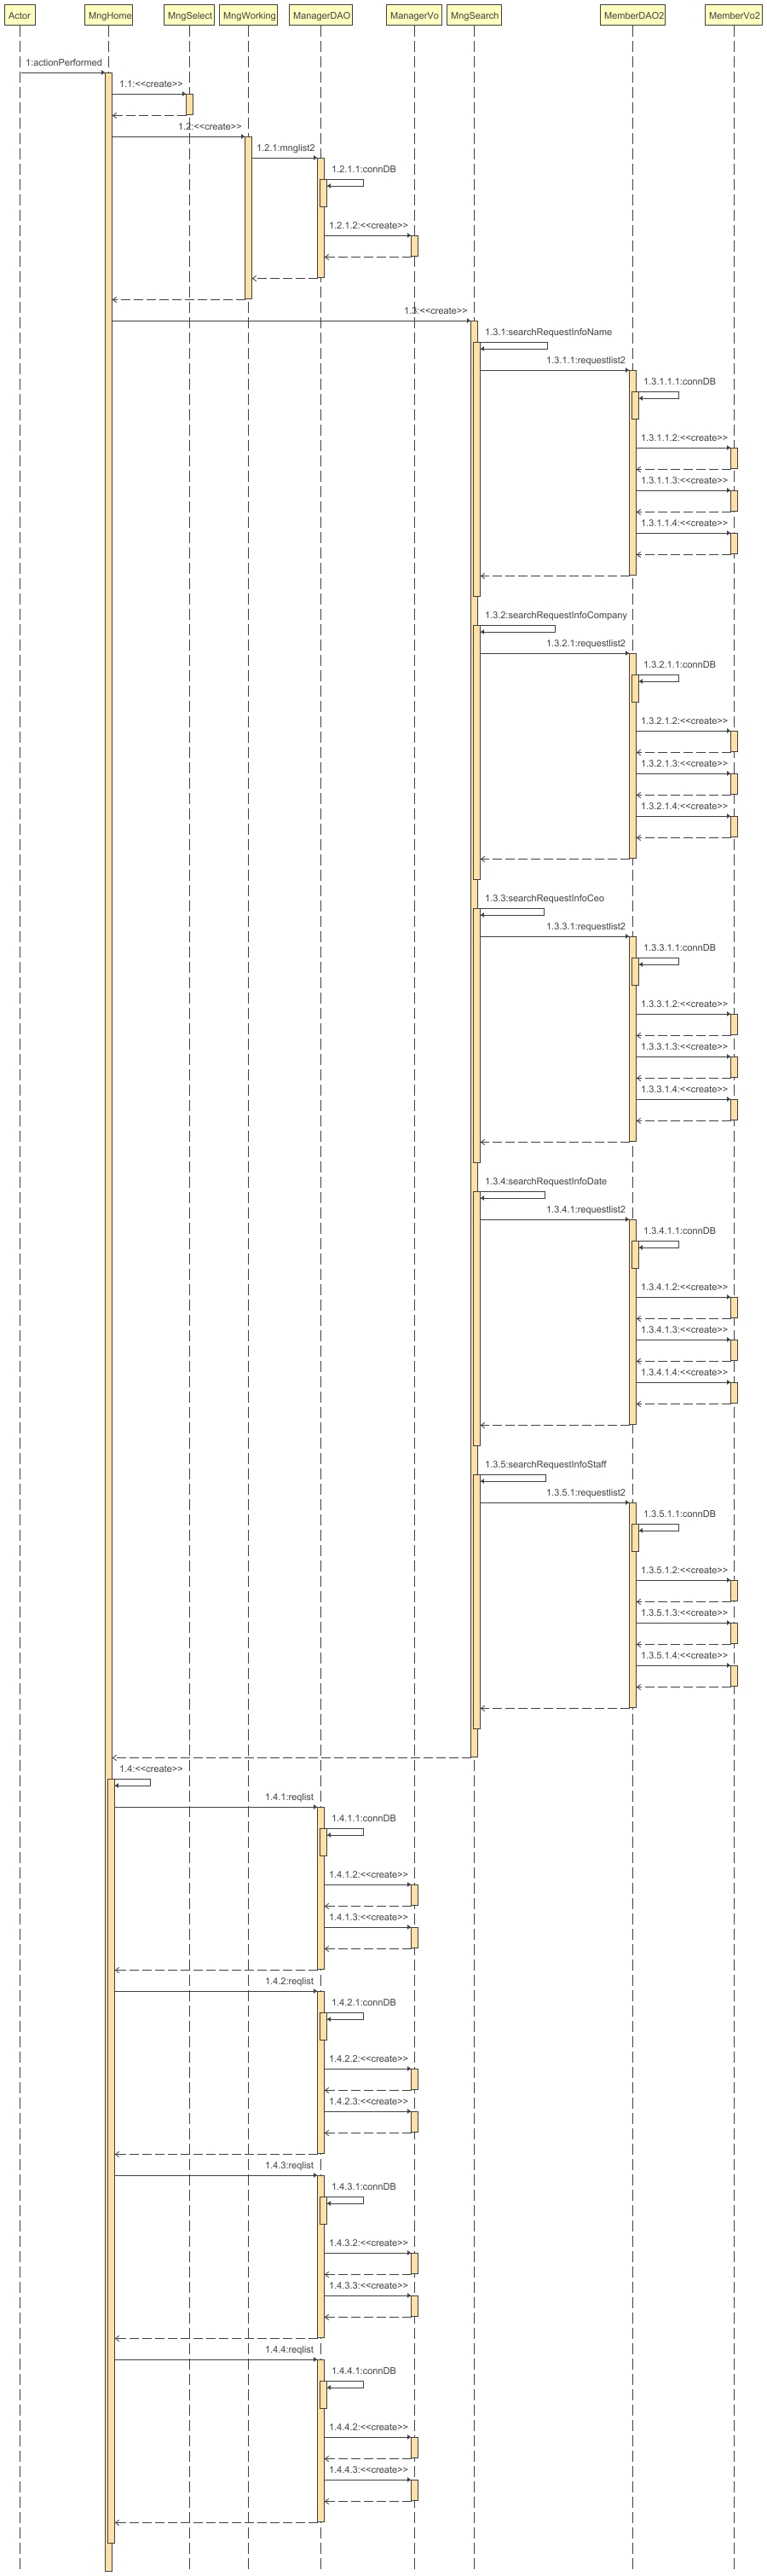 Actor
MngHome
MngSelect
MngWorking
ManagerDAO
ManagerVo
MngSearch
MemberDAO2
MemberVo2
1:actionPerformed
1.1:<<create>>
1.2:<<create>>
1.2.1:mnglist2
1.2.1.1:connDB
1.2.1.2:<<create>>
1.3:<<create>>
1.3.1:searchRequestInfoName
1.3.1.1:requestlist2
1.3.1.1.1:connDB
1.3.1.1.2:<<create>>
1.3.1.1.3:<<create>>
1.3.1.1.4:<<create>>
1.3.2:searchRequestInfoCompany
1.3.2.1:requestlist2
1.3.2.1.1:connDB
1.3.2.1.2:<<create>>
1.3.2.1.3:<<create>>
1.3.2.1.4:<<create>>
1.3.3:searchRequestInfoCeo
1.3.3.1:requestlist2
1.3.3.1.1:connDB
1.3.3.1.2:<<create>>
1.3.3.1.3:<<create>>
1.3.3.1.4:<<create>>
1.3.4:searchRequestInfoDate
1.3.4.1:requestlist2
1.3.4.1.1:connDB
1.3.4.1.2:<<create>>
1.3.4.1.3:<<create>>
1.3.4.1.4:<<create>>
1.3.5:searchRequestInfoStaff
1.3.5.1:requestlist2
1.3.5.1.1:connDB
1.3.5.1.2:<<create>>
1.3.5.1.3:<<create>>
1.3.5.1.4:<<create>>
1.4:<<create>>
1.4.1:reqlist
1.4.1.1:connDB
1.4.1.2:<<create>>
1.4.1.3:<<create>>
1.4.2:reqlist
1.4.2.1:connDB
1.4.2.2:<<create>>
1.4.2.3:<<create>>
1.4.3:reqlist
1.4.3.1:connDB
1.4.3.2:<<create>>
1.4.3.3:<<create>>
1.4.4:reqlist
1.4.4.1:connDB
1.4.4.2:<<create>>
1.4.4.3:<<create>>